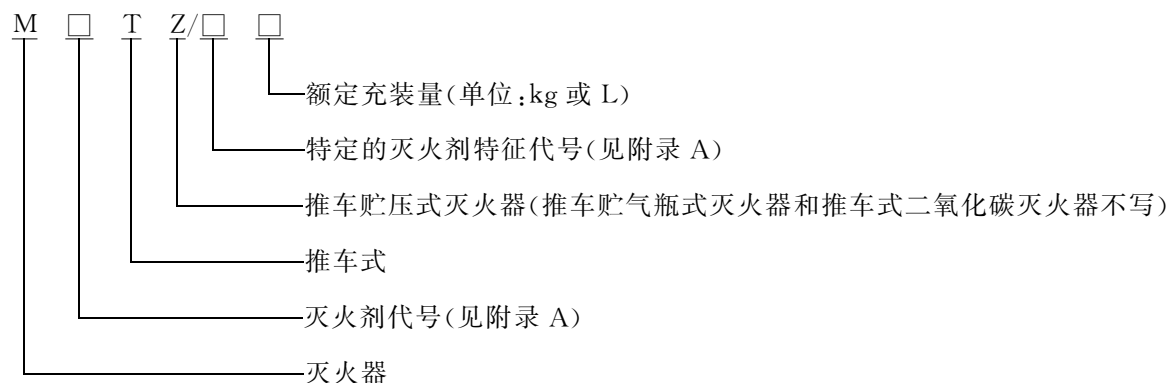 M □ T Z/□ □
额定充装量(单位:kg 或 L)
特定的灭火剂特征代号(见附录 A)
推车贮压式灭火器(推车贮气瓶式灭火器和推车式二氧化碳灭火器不写)
推车式
灭火剂代号(见附录 A)
灭火器